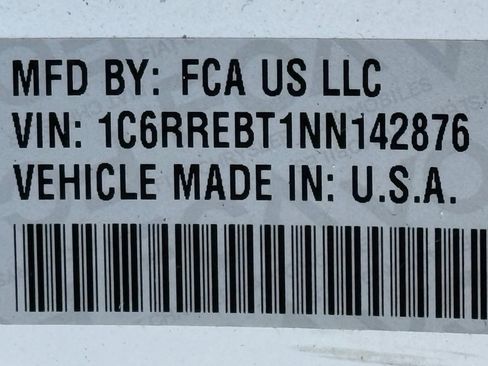 MFD BY: FCA US LLC
VIN: 1C6RREBT1NN142876
VEHICLE MADE IN: U.S.A.